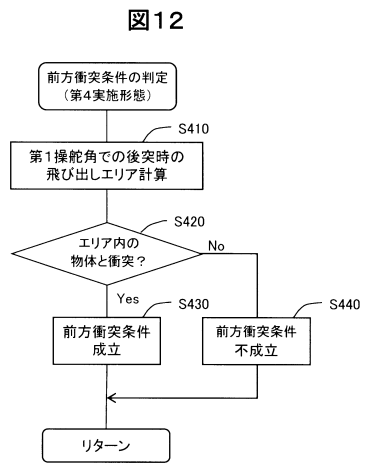 図12
前方衝突条件の判定
(第4実施形態)
S410
第1操舵角での後突時の
飛び出しエリア計算
S420
エリア内の
物体と衝突?
No
Yes
S430
S440
前方衝突条件
成立
前方衝突条件
不成立
リターン